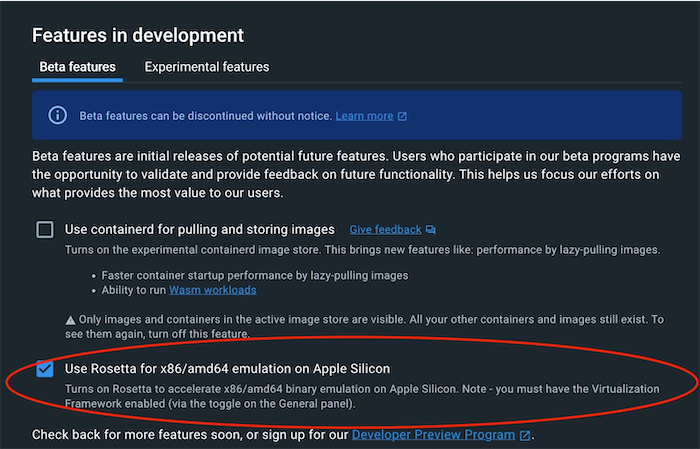 Features in development
Beta features Experimental features
Beta features can be discontinued without notice. Learn more
Beta features are initial releases of potential future features. Users who participate in our beta programs have
the opportunity to validate and provide feedback on future functionality. This helps us focus our efforts on
what provides the most value to our users.
Use containerd for pulling and storing images Give feedback
Turns on the experimental containerd image store. This brings new features like: performance by lazy-pulling images.
• Faster container startup performance by lazy-pulling images
• Ability to run Wasm workloads
Only images and containers in the active image store are visible. All your other containers and images still exist. To
see them again, turn off this feature.
Use Rosetta for x86/amd64 emulation on Apple Silicon
Turns on Rosetta to accelerate x86/amd64 binary emulation on Apple Silicon. Note - you must have the Virtualization
Framework enabled (via the toggle on the General panel).
Check back for more features soon, or sign up for our Developer Preview Program.